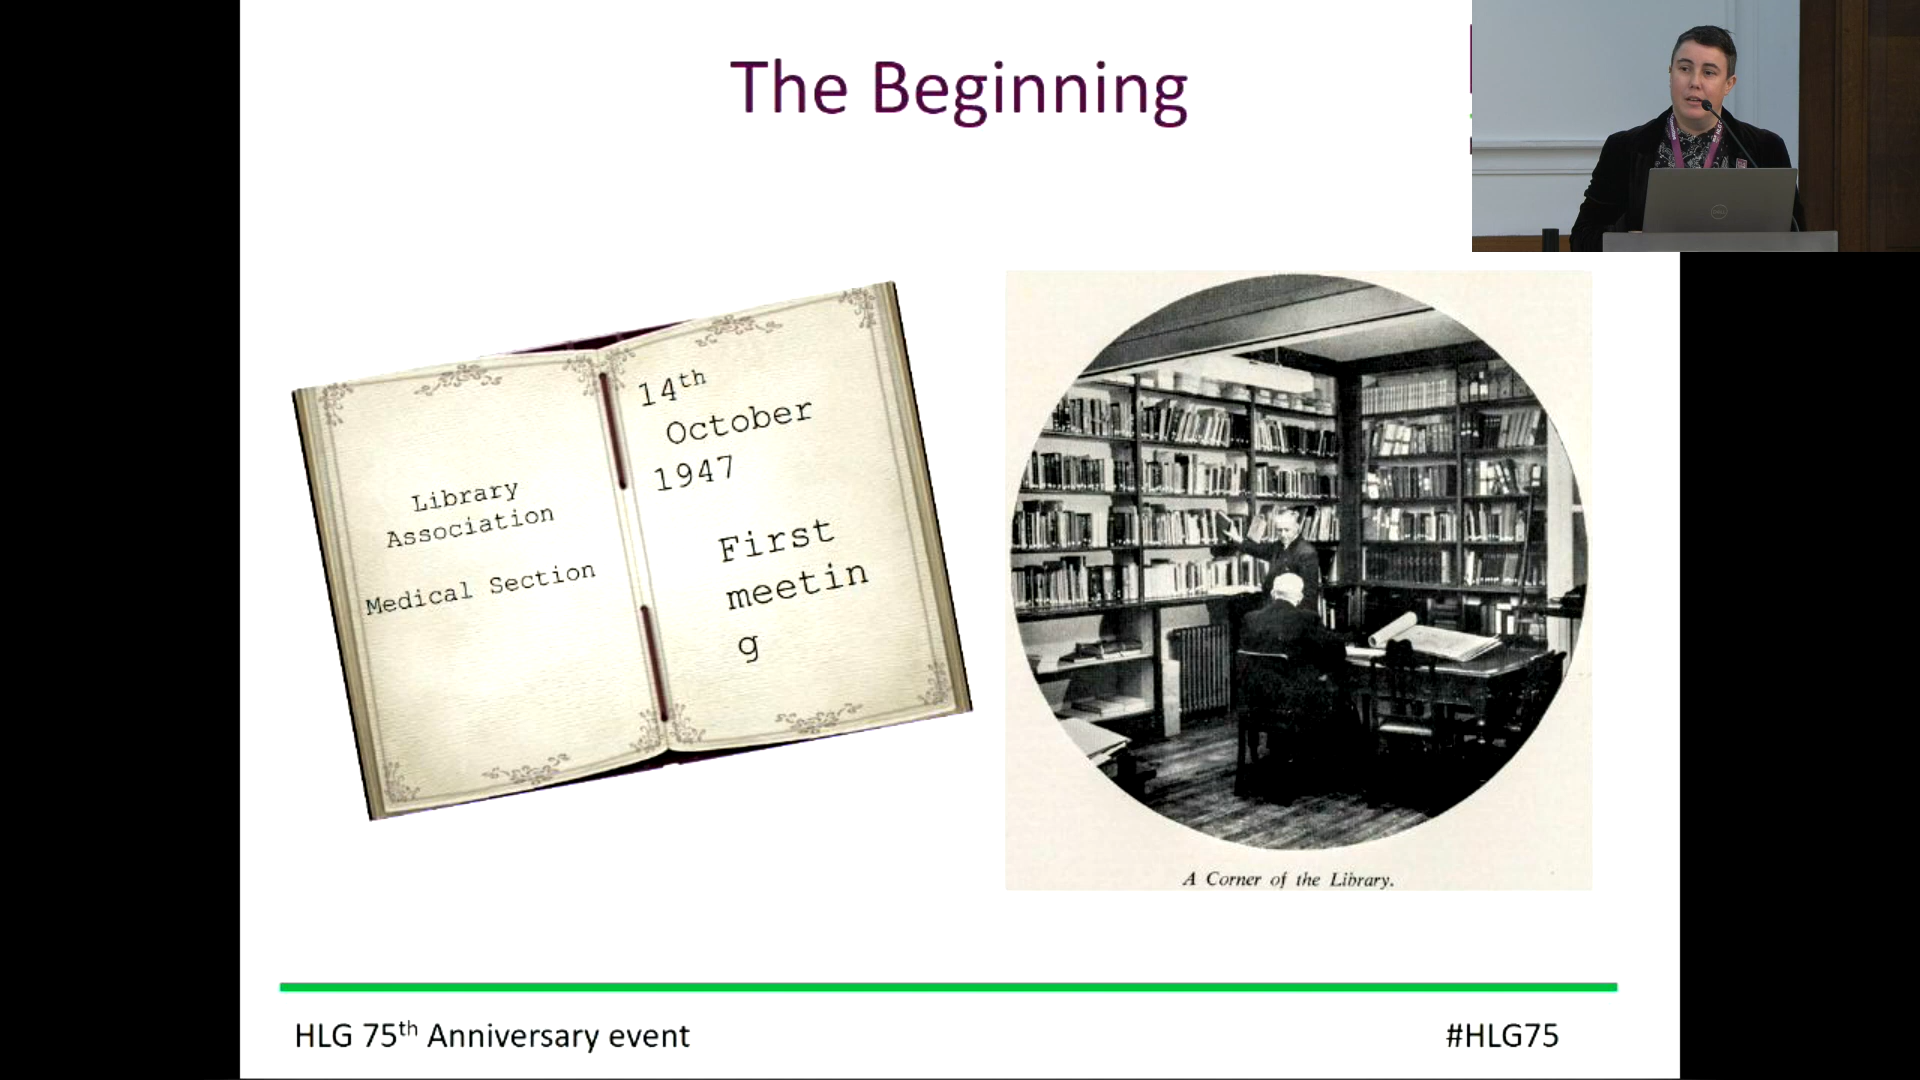 The Beginning
Library
Association
Medical Section
14th
October
1947
First
meetin
g
A Corner of the Library.
HLG 75th Anniversary event
#HLG75